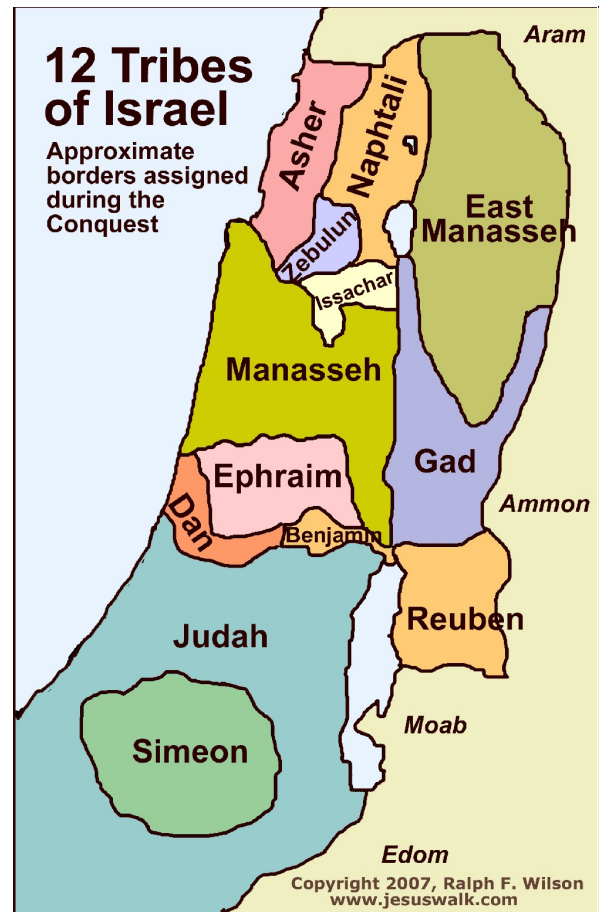 12 Tribes
of Israel
Approximate
borders assigned
during the
Conquest
Aram
Asher
Naphtali
East
Manasseh
Zebulun
Issachar
Manasseh
Ephraim
Gad
Dan
Benjamin
Ammon
Reuben
Judah
Simeon
Moab
Edom
Copyright 2007, Ralph F. Wilson
www.jesuswalk.com